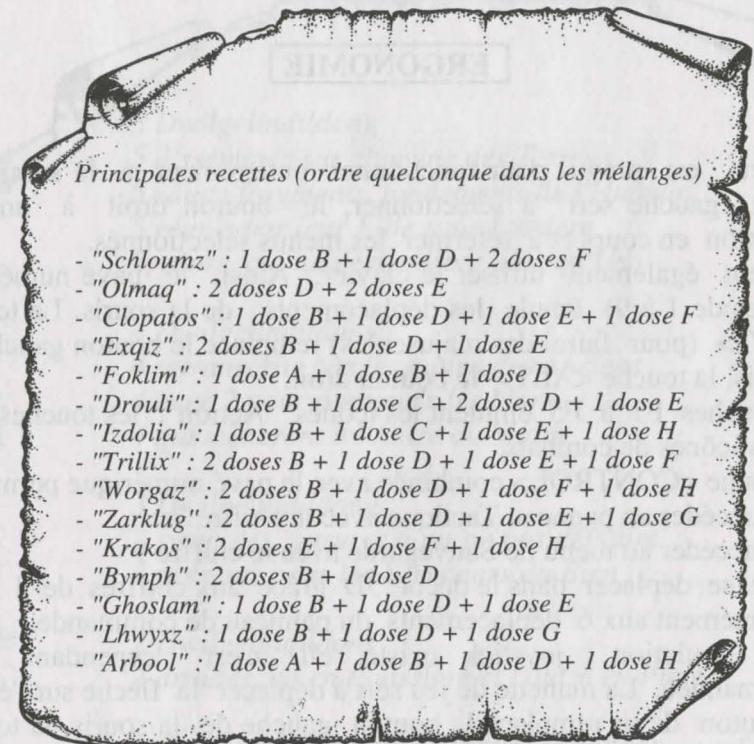 ERGONOMIE
Principales recettes (ordre quelconque dans les mélanges) :
- "Schloumz" : 1 dose B + 1 dose D + 2 doses F
- "Olmaq" : 2 doses D + 2 doses E
- "Clopatos" : 1 dose B + 1 dose D + 1 dose E + 1 dose F
- "Exqiz" : 2 doses B + 1 dose D + 1 dose E
- "Foklim" : 1 dose A + 1 dose B + 1 dose D
- "Drouli" : 1 dose B + 1 dose C + 2 doses D + 1 dose E
- "Izdolia" : 1 dose B + 1 dose C + 1 dose E + 1 dose H
- "Trillix" : 2 doses B + 1 dose D + 1 dose E + 1 dose F
- "Worgaz" : 2 doses B + 1 dose D + 1 dose F + 1 dose H
- "Zarklug" : 2 doses B + 1 dose D + 1 dose E + 1 dose G
- "Krakos" : 2 doses E + 1 dose F + 1 dose H
- "Bymph" : 2 doses B + 1 dose D
- "Ghoslam" : 1 dose B + 1 dose D + 1 dose E
- "Lhwyxz" : 1 dose B + 1 dose D + 1 dose G
- "Arbool" : 1 dose A + 1 dose B + 1 dose D + 1 dose H